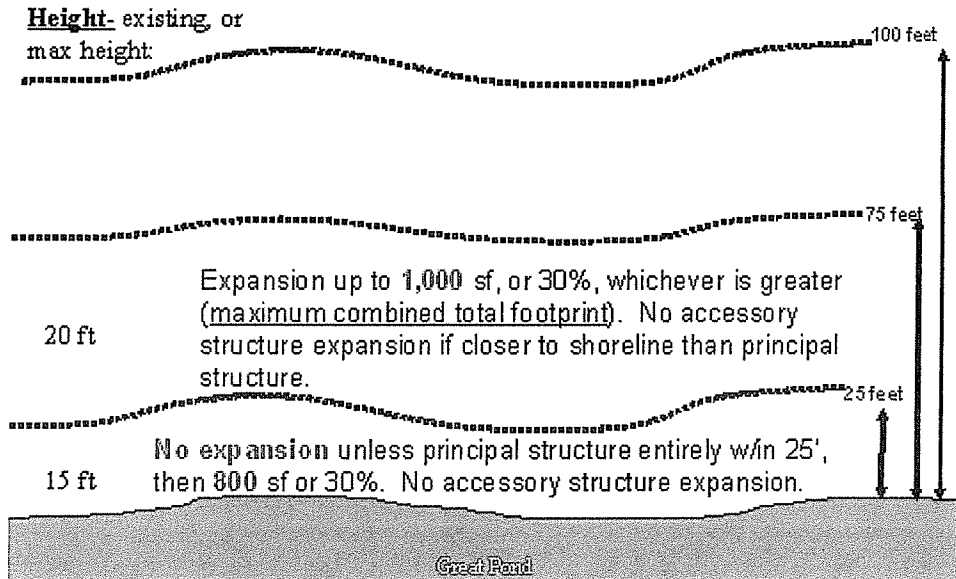 Height- existing, or
max height:
100 feet
75 feet
Expansion up to 1,000 sf, or 30%, whichever is greater
(maximum combined total footprint). No accessory
20 ft
structure expansion if closer to shoreline than principal
structure.
25 feet
No expansion unless principal structure entirely w/in 25',
15 ft
then 800 sf or 30%. No accessory structure expansion.
Great Pond